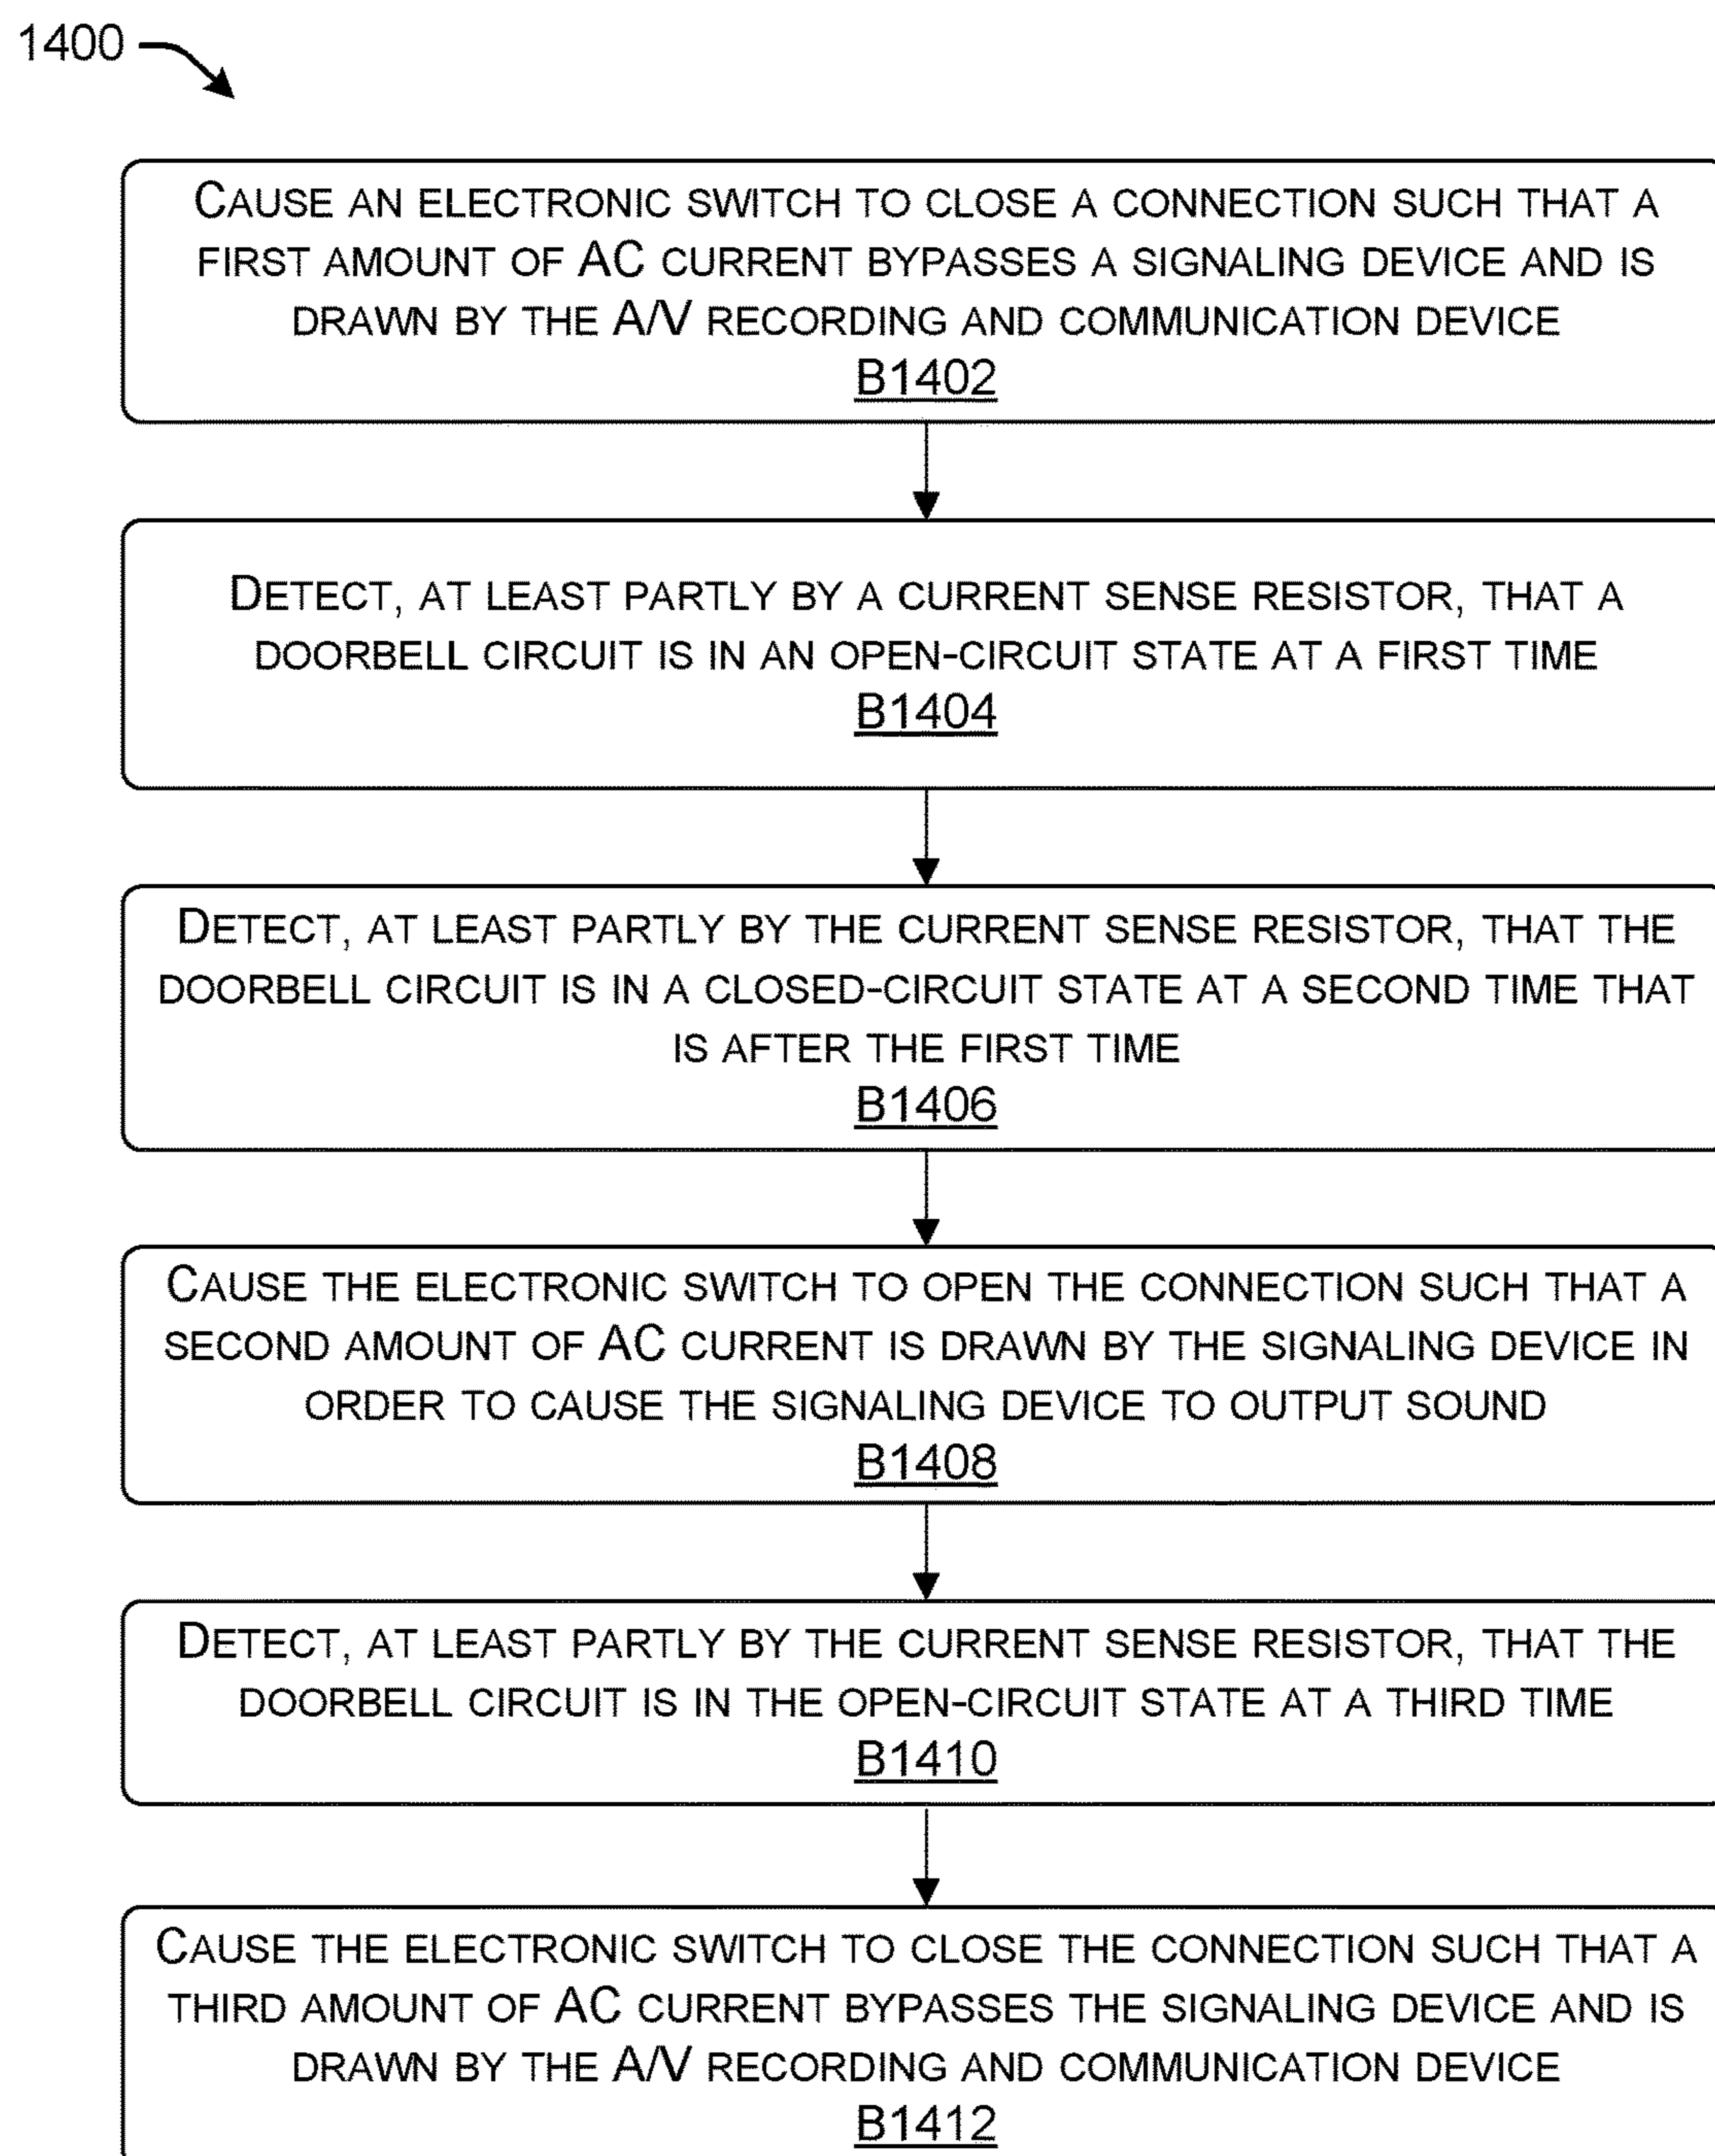 1400
CAUSE AN ELECTRONIC SWITCH TO CLOSE A CONNECTION SUCH THAT A
FIRST AMOUNT OF AC CURRENT BYPASSES A SIGNALING DEVICE AND IS
DRAWN BY THE A/V RECORDING AND COMMUNICATION DEVICE
B1402
DETECT, AT LEAST PARTLY BY A CURRENT SENSE RESISTOR, THAT A
DOORBELL CIRCUIT IS IN AN OPEN-CIRCUIT STATE AT A FIRST TIME
B1404
DETECT, AT LEAST PARTLY BY THE CURRENT SENSE RESISTOR, THAT THE
DOORBELL CIRCUIT IS IN A CLOSED-CIRCUIT STATE AT A SECOND TIME THAT
IS AFTER THE FIRST TIME
B1406
CAUSE THE ELECTRONIC SWITCH TO OPEN THE CONNECTION SUCH THAT A
SECOND AMOUNT OF AC CURRENT IS DRAWN BY THE SIGNALING DEVICE IN
ORDER TO CAUSE THE SIGNALING DEVICE TO OUTPUT SOUND
B1408
DETECT, AT LEAST PARTLY BY THE CURRENT SENSE RESISTOR, THAT THE
DOORBELL CIRCUIT IS IN THE OPEN-CIRCUIT STATE AT A THIRD TIME
B1410
CAUSE THE ELECTRONIC SWITCH TO CLOSE THE CONNECTION SUCH THAT A
THIRD AMOUNT OF AC CURRENT BYPASSES THE SIGNALING DEVICE AND IS
DRAWN BY THE A/V RECORDING AND COMMUNICATION DEVICE
B1412